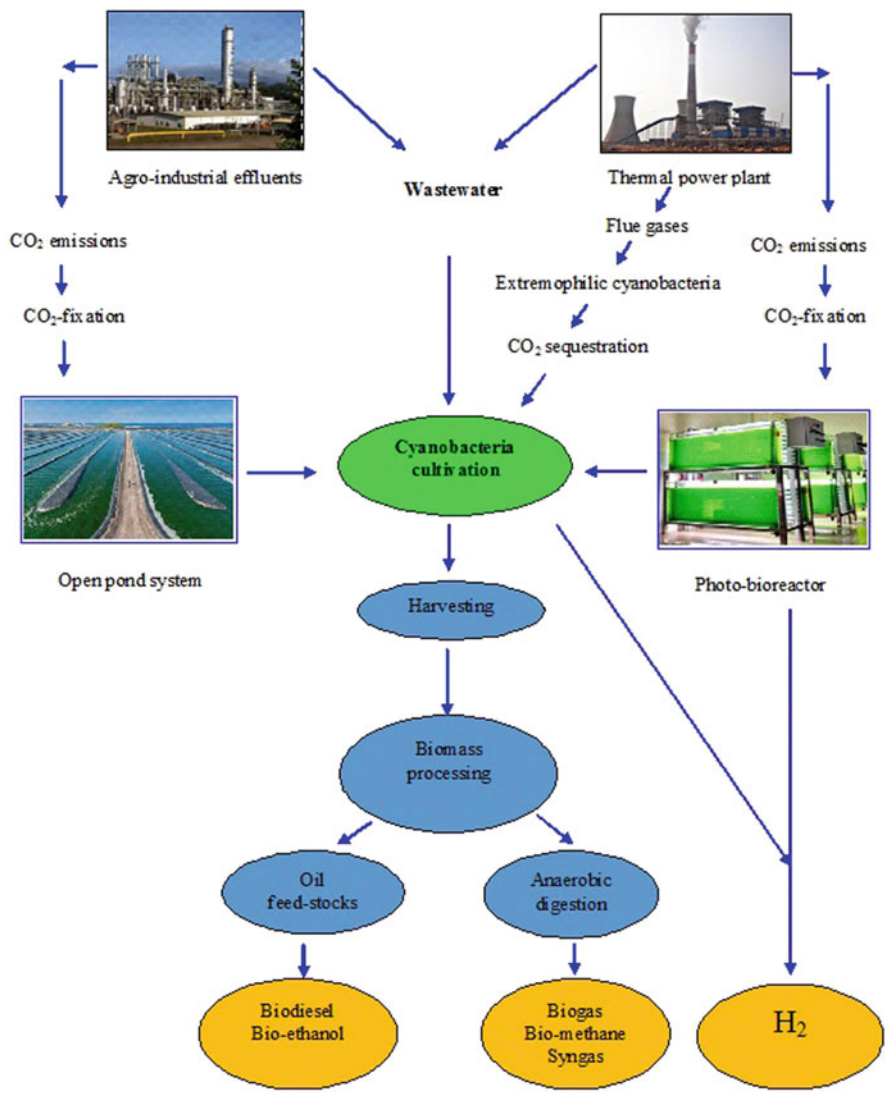 Agro-industrial effluents
Thermal power plant
Wastewater
Flue gases
CO₂ emissions
CO₂ emissions
Extremophilic cyanobacteria
CO₂-fixation
CO₂-fixation
CO₂ sequestration
Cyanobacteria
cultivation
Open pond system
Photo-bioreactor
Harvesting
Biomass
processing
Oil
feed-stocks
Anaerobic
digestion
Biodiesel
Bio-ethanol
Biogas
Bio-methane
Syngas
H₂